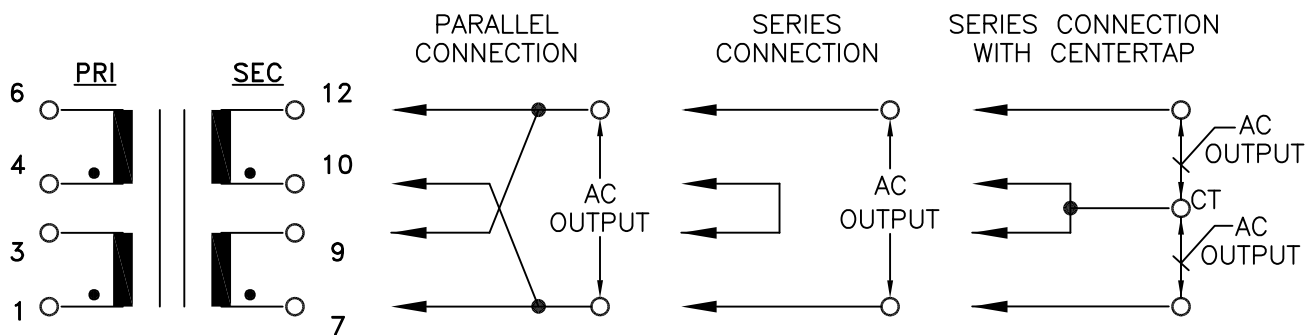 PARALLEL
CONNECTION
SERIES
CONNECTION
SERIES CONNECTION
WITH CENTERTAP
PRI
SEC
6
12
4
10
3
9
1
7
AC
OUTPUT
AC
OUTPUT
AC
OUTPUT
CT
AC
OUTPUT